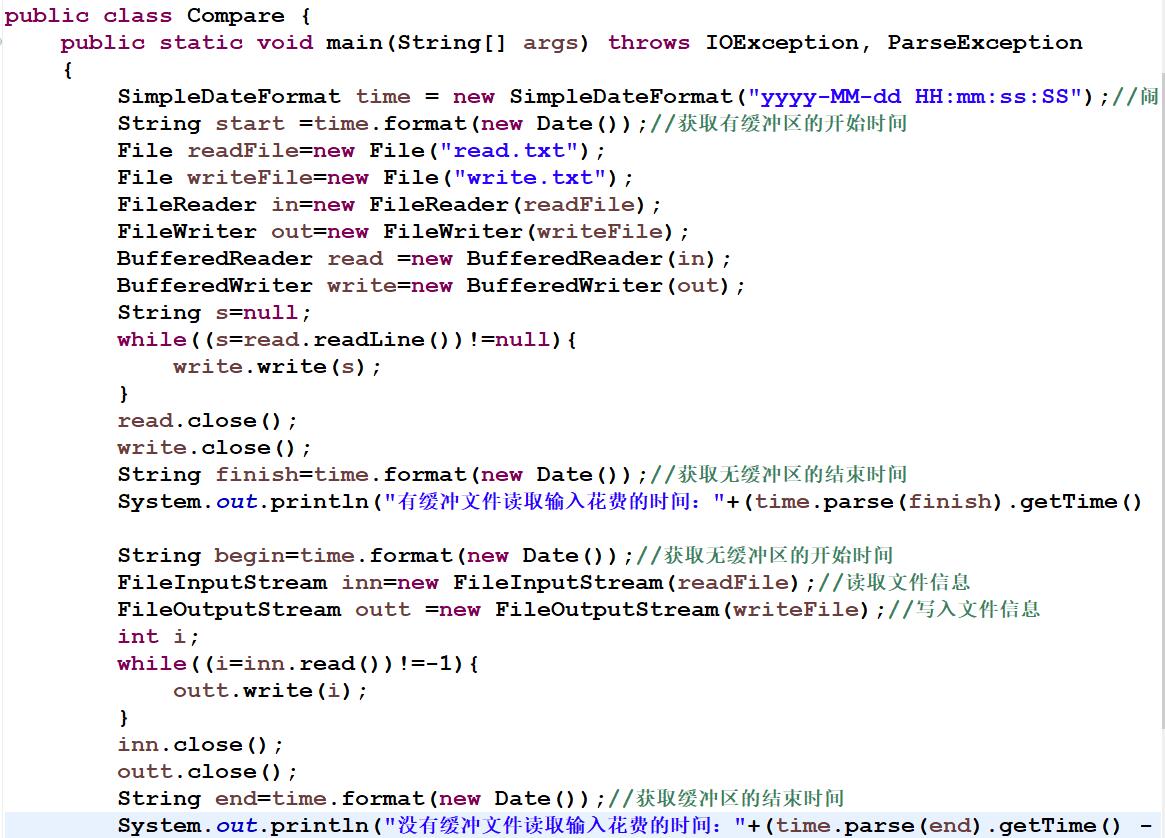 public class Compare {
public static void main(String[] args) throws IOException, ParseException
{
SimpleDateFormat time = new SimpleDateFormat("yyyy-MM-dd HH:mm:ss:SS");//闹
String start =time.format(new Date());//获取有缓冲区的开始时间
File readFile=new File("read.txt");
File writeFile=new File("write.txt");
FileReader in=new FileReader(readFile);
FileWriter out=new FileWriter(writeFile);
BufferedReader read =new BufferedReader(in);
BufferedWriter write=new BufferedWriter(out);
String s=null;
while((s=read.readLine())!=null){
write.write(s);
}
read.close();
write.close();
String finish=time.format(new Date());//获取无缓冲区的结束时间
System.out.println("有缓冲文件读取输入花费的时间："+(time.parse(finish).getTime()
String begin=time.format(new Date());//获取无缓冲区的开始时间
FileInputStream inn=new FileInputStream(readFile);//读取文件信息
FileOutputStream outt =new FileOutputStream(writeFile);//写入文件信息
int i;
while((i=inn.read())!=-1){
outt.write(i);
}
inn.close();
outt.close();
String end=time.format(new Date());//获取缓冲区的结束时间
System.out.println("没有缓冲文件读取输入花费的时间："+(time.parse(end).getTime() -